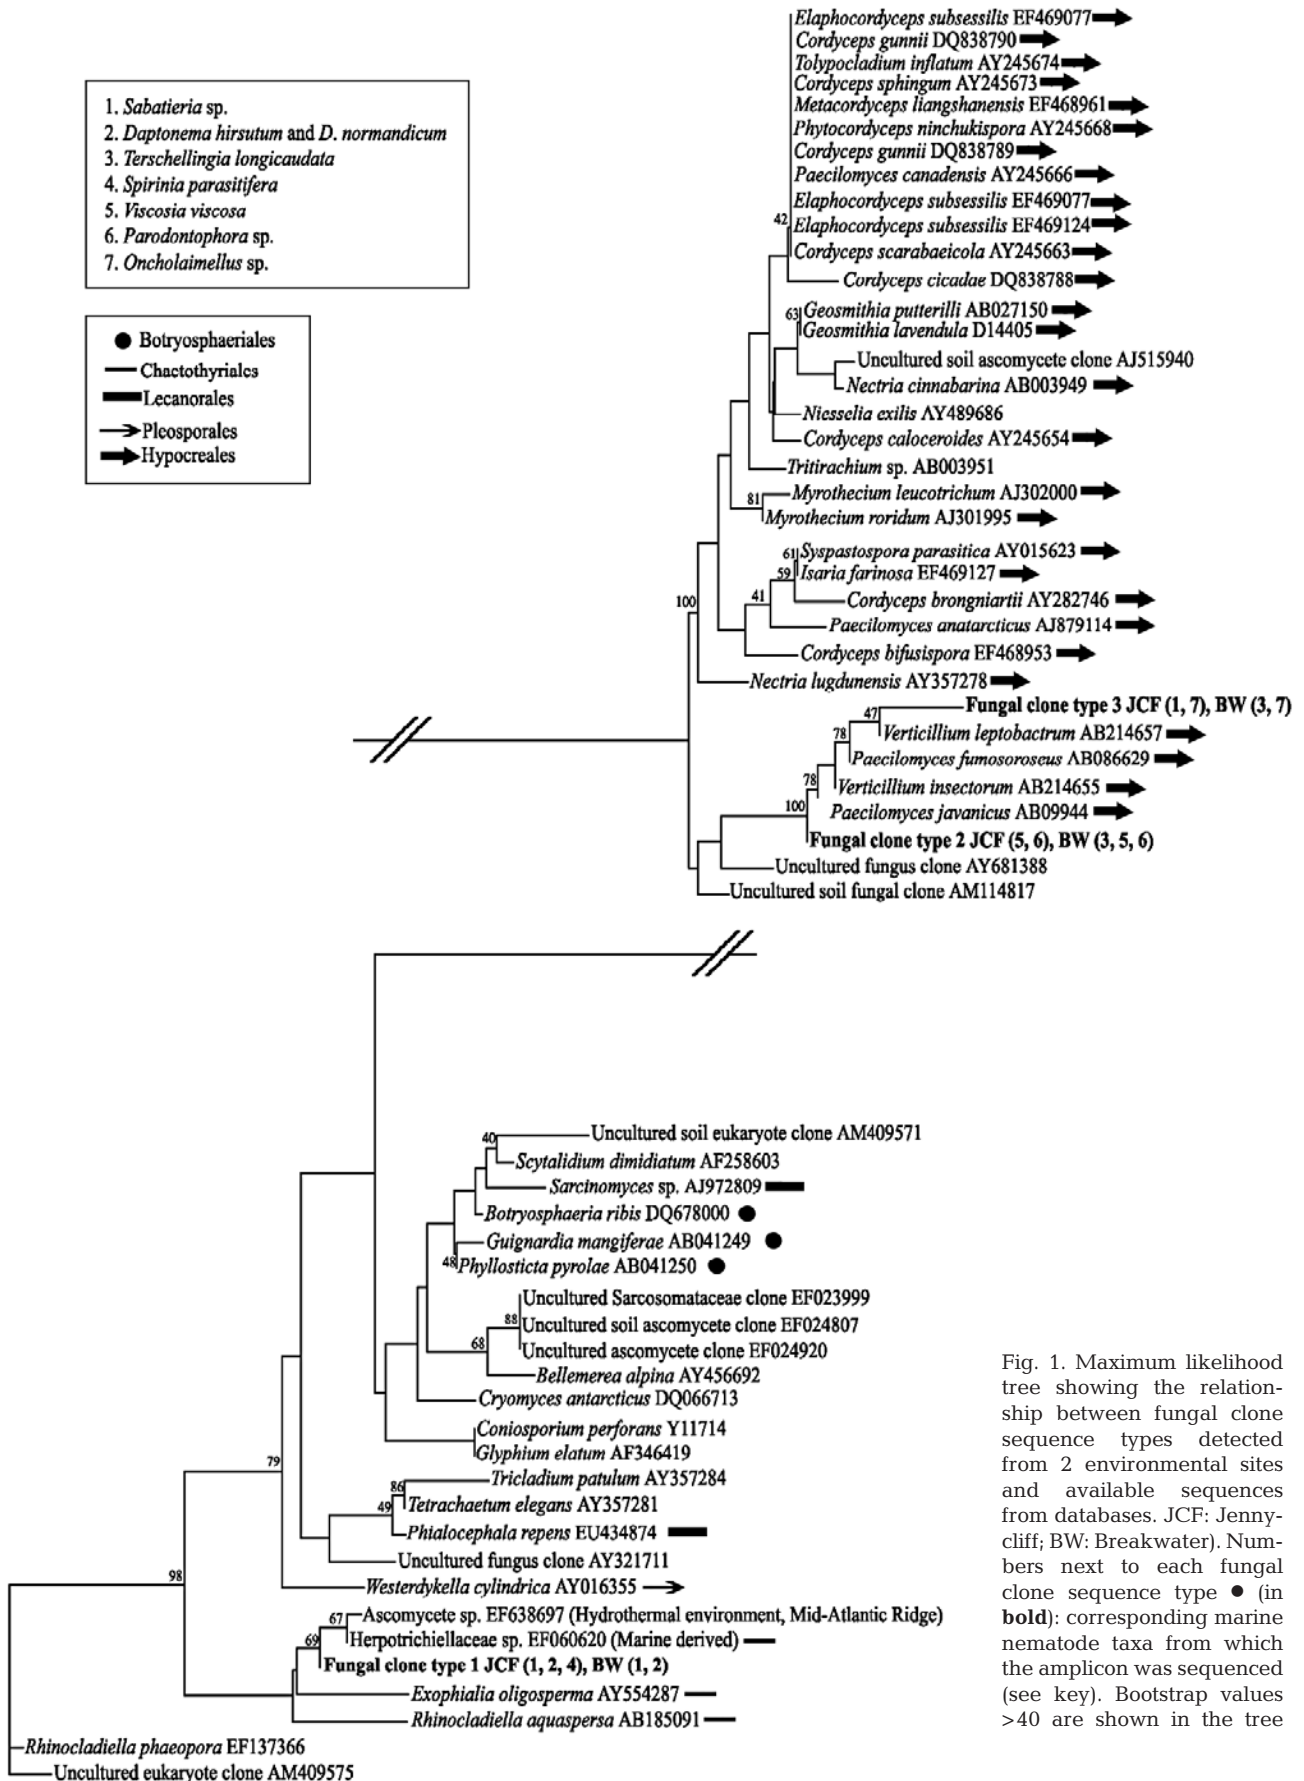 Elaphocordyceps subsessilis EF469077
Cordyceps gunnii DQ838790
Tolypocladium inflatum AY245674
Cordyceps sphingum AY245673
Metacordyceps liangshanensis EF468961
Phytocordyceps ninchukispora AY245668
Cordyceps gunnii DQ838789
Paecilomyces canadensis AY245666
Elaphocordyceps subsessilis EF469077
42
Elaphocordyceps subsessilis EF469124
Cordyceps scarabaeicola AY245663
Cordyceps cicadae DQ838788
1. Sabatieria sp.
2. Daptonema hirsutum and D. normandicum
3. Terschellingia longicaudata
4. Spirinia parasitifera
5. Viscosia viscosa
6. Parodontophora sp.
7. Oncholaimellus sp.
Botryosphaeriales
Chactothyriales
Lecanorales
Pleosporales
Hypocreales
63
Geosmithia putterilli AB027150
Geosmithia lavendula D14405
Uncultured soil ascomycete clone AJ515940
Nectria cinnabarina AB003949
Niesselia exilis AY489686
Cordyceps caloceroides AY245654
Tritirachium sp. AB003951
81
Myrothecium leucotrichum AJ302000
Myrothecium roridum AJ301995
61
Syspastospora parasitica AY015623
59
Isaria farinosa EF469127
41
Cordyceps brongniartii AY282746
100
Paecilomyces anatarcticus AJ879114
Cordyceps bifusispora EF468953
Nectria lugdunensis AY357278
47
Fungal clone type 3 JCF (1, 7), BW (3, 7)
78
Verticillium leptobactrum AB214657
Paecilomyces fumosoroseus AB086629
78
Verticillium insectorum AB214655
100
Paecilomyces javanicus AB09944
Fungal clone type 2 JCF (5, 6), BW (3, 5, 6)
Uncultured fungus clone AY681388
Uncultured soil fungal clone AM114817
40
Uncultured soil eukaryote clone AM409571
Scytalidium dimidiatum AF258603
Sarcinomyces sp. AJ972809
Botryosphaeria ribis DQ678000
Guignardia mangiferae AB041249
48
Phyllosticta pyrolae AB041250
Uncultured Sarcosomataceae clone EF023999
88
Uncultured soil ascomycete clone EF024807
68
Uncultured ascomycete clone EF024920
Bellemerea alpina AY456692
Cryomyces antarcticus DQ066713
Coniosporium perforans Y11714
Glyphium elatum AF346419
79
86
Tricladium patulum AY357284
49
Tetrachaetum elegans AY357281
Phialocephala repens EU434874
Uncultured fungus clone AY321711
98
Westerdykella cylindrica AY016355
67
Ascomycete sp. EF638697 (Hydrothermal environment, Mid-Atlantic Ridge)
69
Herpotrichiellaceae sp. EF060620 (Marine derived)
Fungal clone type 1 JCF (1, 2, 4), BW (1, 2)
Exophialia oligosperma AY554287
Rhinocladiella aquaspersa AB185091
Rhinocladiella phaeopora EF137366
Uncultured eukaryote clone AM409575
Fig. 1. Maximum likelihood
tree showing the relation-
ship between fungal clone
sequence types detected
from 2 environmental sites
and available sequences
from databases. JCF: Jenny-
cliff; BW: Breakwater). Num-
bers next to each fungal
clone sequence type ● (in
bold): corresponding marine
nematode taxa from which
the amplicon was sequenced
(see key). Bootstrap values
>40 are shown in the tree